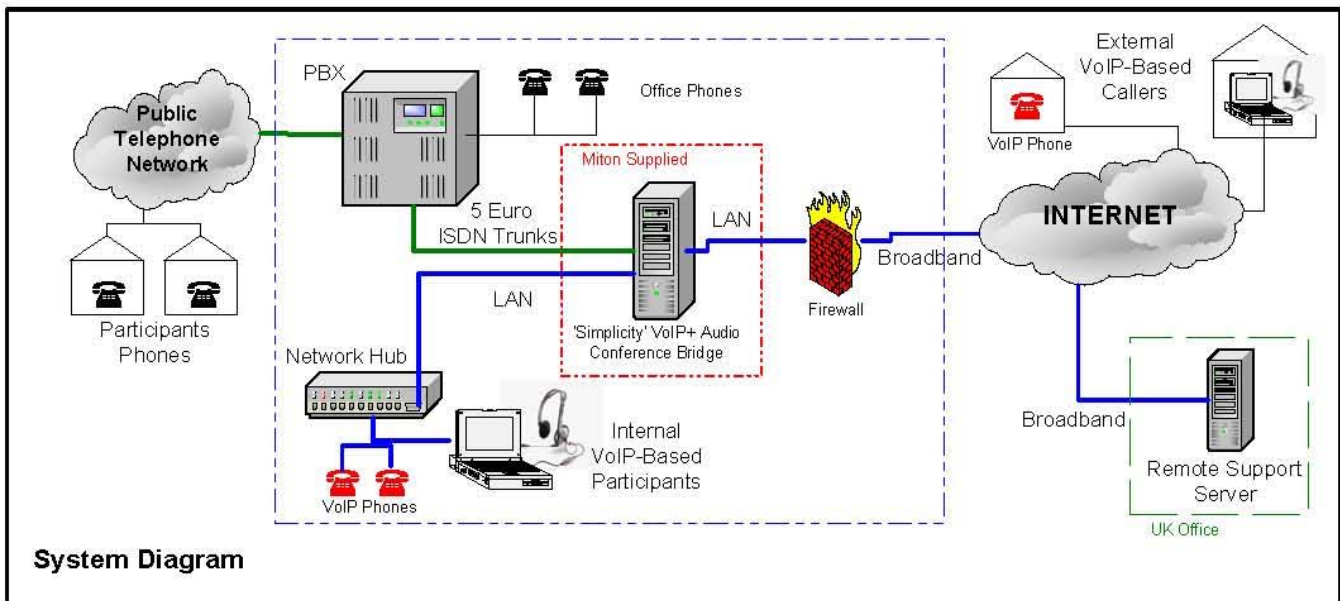 PBX
Office Phones
Public
Telephone
Network
Participants
Phones
5 Euro
ISDN Trunks
Miton Supplied
LAN
'Simplicity' VoIP+ Audio
Conference Bridge
LAN
Network Hub
VoIP Phones
Internal
VoIP-Based
Participants
Firewall
Broadband
External
VoIP-Based
Callers
VoIP Phone
INTERNET
Broadband
Remote Support
Server
UK Office
System Diagram